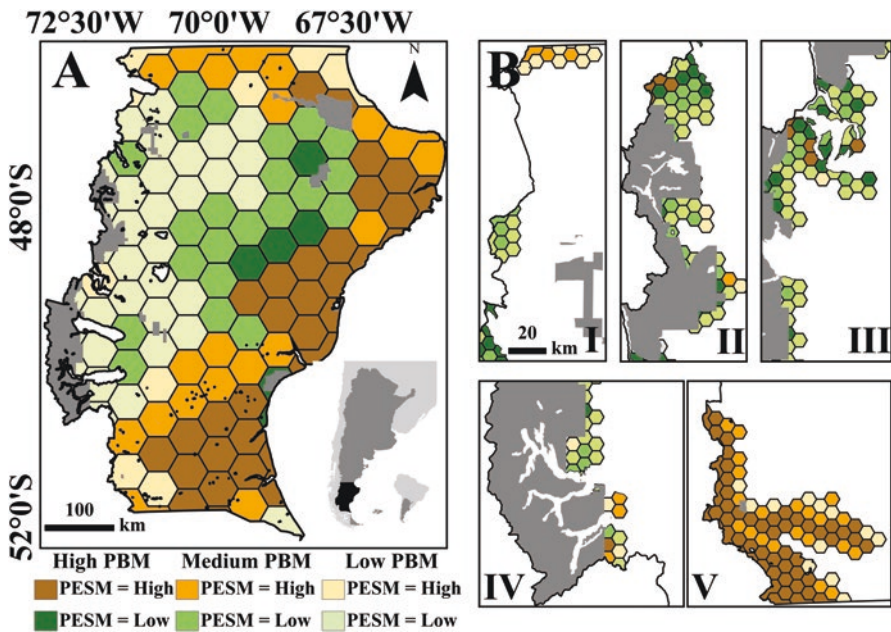 72°30'W 70°0'W 67°30'W
A
N
48°0'S
52°0'S
100
km
B
I
20
km
II
III
IV
V
High PBM Medium PBM Low PBM
PESM = High PESM = High PESM = High
PESM = Low PESM = Low PESM = Low